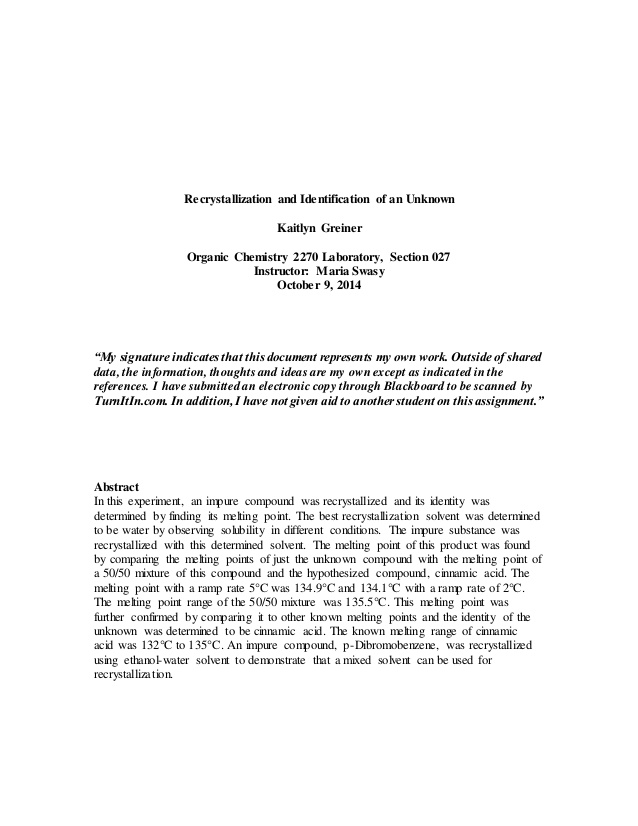 Recrystallization and Identification of an Unknown
Kaitlyn Greiner
Organic Chemistry 2270 Laboratory, Section 027
Instructor: Maria Swasy
October 9, 2014
“My signature indicates that this document represents my own work. Outside of shared
data, the information, thoughts and ideas are my own except as indicated in the
references. I have submitted an electronic copy through Blackboard to be scanned by
TurnItIn.com. In addition, I have not given aid to another student on this assignment.”
Abstract
In this experiment, an impure compound was recrystallized and its identity was
determined by finding its melting point. The best recrystallization solvent was determined
to be water by observing solubility in different conditions. The impure substance was
recrystallized with this determined solvent. The melting point of this product was found
by comparing the melting points of just the unknown compound with the melting point of
a 50/50 mixture of this compound and the hypothesized compound, cinnamic acid. The
melting point with a ramp rate 5°C was 134.9°C and 134.1°C with a ramp rate of 2°C.
The melting point range of the 50/50 mixture was 135.5°C. This melting point was
further confirmed by comparing it to other known melting points and the identity of the
unknown was determined to be cinnamic acid. The known melting range of cinnamic
acid was 132°C to 135°C. An impure compound, p-Dibromobenzene, was recrystallized
using ethanol-water solvent to demonstrate that a mixed solvent can be used for
recrystallization.